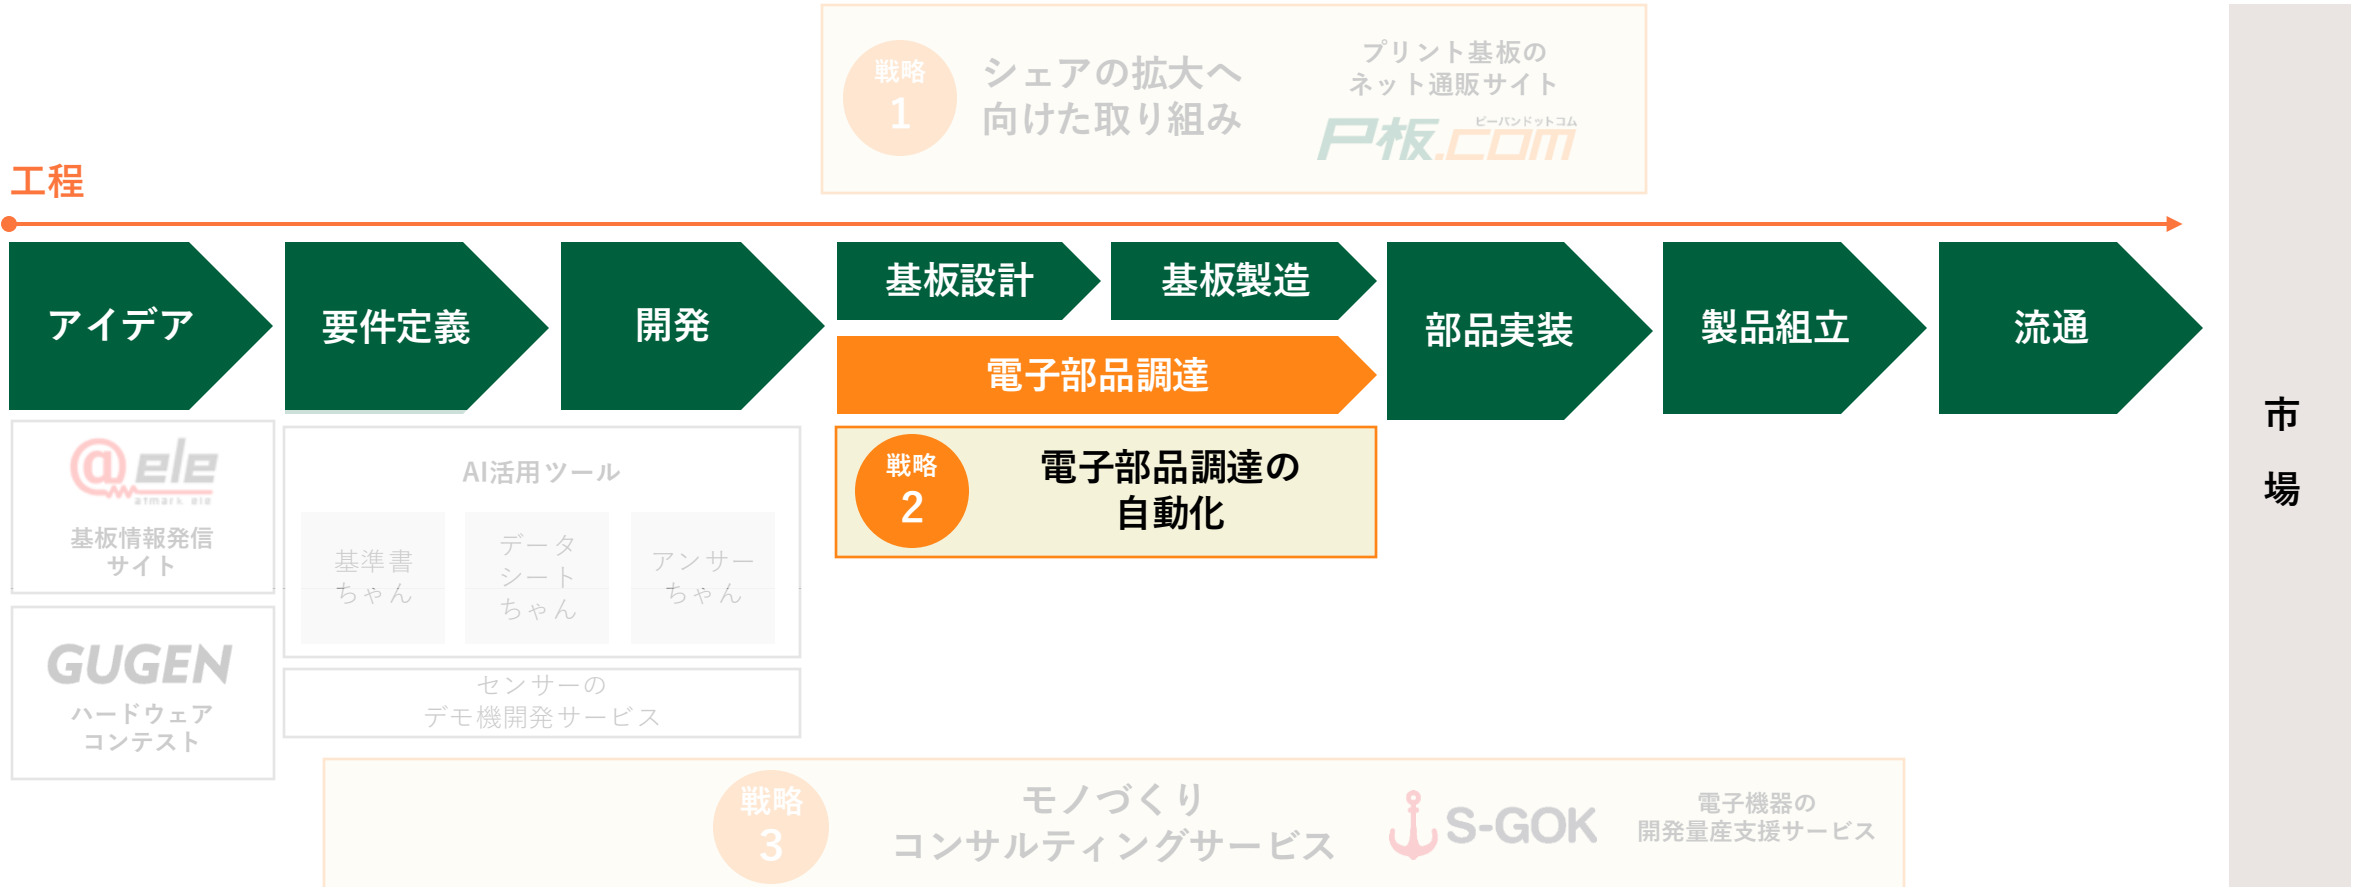 戦略
1
シェアの拡大へ
向けた取り組み
プリント基板の
ネット通販サイト
ピーバンドットコム
P板.com
工程
アイデア
要件定義
開発
基板設計
基板製造
電子部品調達
部品実装
製品組立
流通
市
場
@ele
atmark ele
基板情報発信
サイト
GUGEN
ハードウェア
コンテスト
AI活用ツール
基準書
ちゃん
データ
シート
ちゃん
アンサー
ちゃん
センサーの
デモ機開発サービス
戦略
2
電子部品調達の
自動化
戦略
3
モノづくり
コンサルティングサービス
S-GOK
電子機器の
開発量産支援サービス